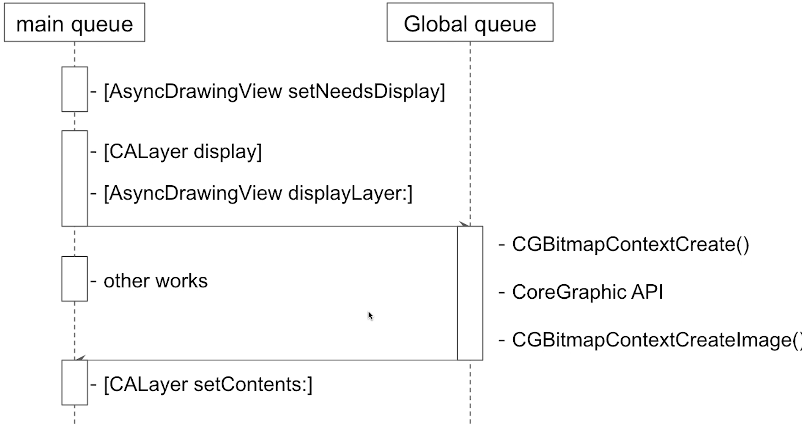 main queue
Global queue
- [AsyncDrawingView setNeedsDisplay]
- [CALayer display]
- [AsyncDrawingView displayLayer:]
- CGBitmapContextCreate()
- other works
- CoreGraphic API
- CGBitmapContextCreateImage()
- [CALayer setContents:]